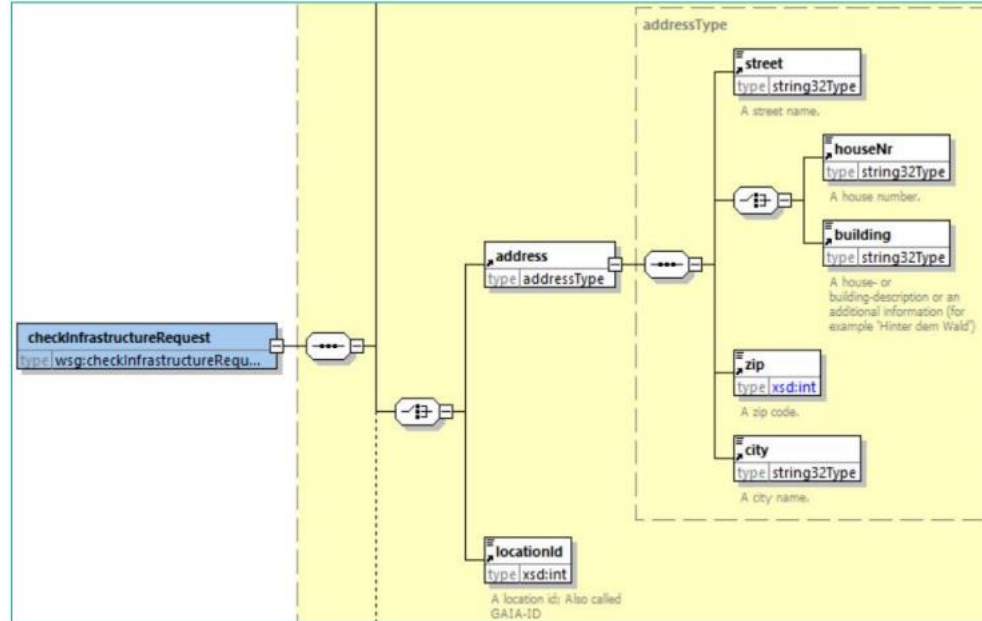 addressType
street
type string32Type
A street name.
houseNr
type string32Type
A house number.
building
type string32Type
A house- or
building-description or an
additional information (for
example 'Hinter dem Wald')
address
type addressType
checkInfrastructureRequest
type wsg:checkInfrastructureRequ...
zip
type xsd:int
A zip code.
city
type string32Type
A city name.
locationId
type xsd:int
A location id; Also called
GAIA-ID